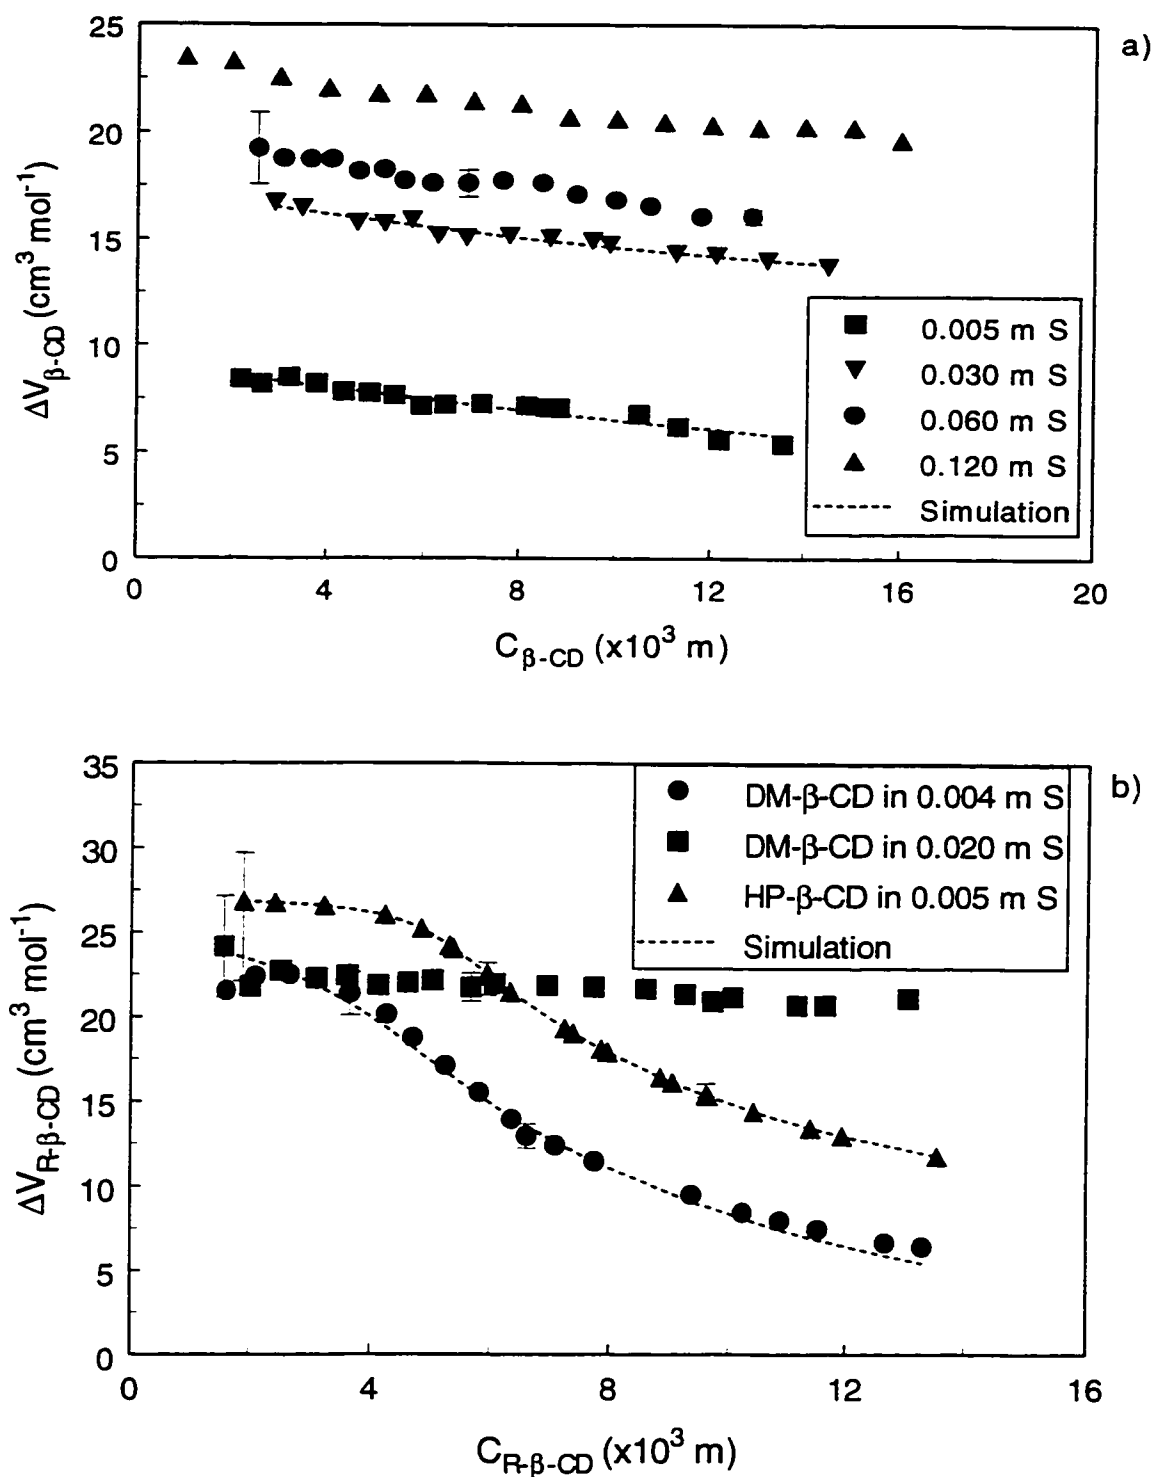 a)
25
20
15
10
5
0
ΔV_β-CD (cm³ mol⁻¹)
0.005 m S
0.030 m S
0.060 m S
0.120 m S
Simulation
0 4 8 12 16 20
C_β-CD (x10³ m)
b)
35
30
25
20
15
10
5
0
ΔV_R-β-CD (cm³ mol⁻¹)
DM-β-CD in 0.004 m S
DM-β-CD in 0.020 m S
HP-β-CD in 0.005 m S
Simulation
0 4 8 12 16
C_R-β-CD (x10³ m)